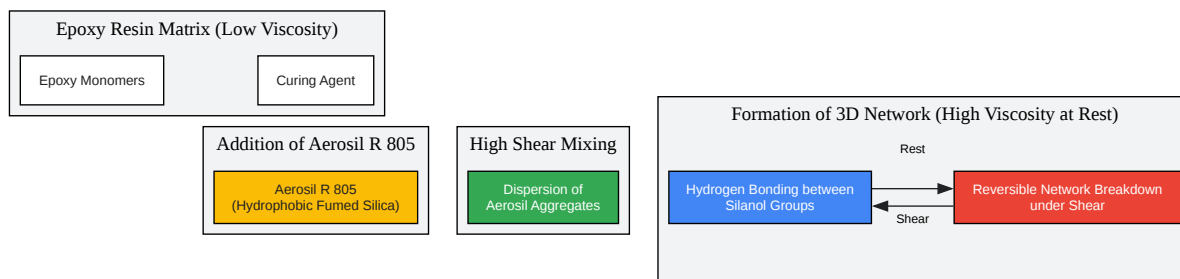 Epoxy Resin Matrix (Low Viscosity)
Epoxy Monomers
Curing Agent
Addition of Aerosil R 805
Aerosil R 805
(Hydrophobic Fumed Silica)
High Shear Mixing
Dispersion of
Aerosil Aggregates
Formation of 3D Network (High Viscosity at Rest)
Rest
Hydrogen Bonding between
Silanol Groups
Reversible Network Breakdown
under Shear
Shear